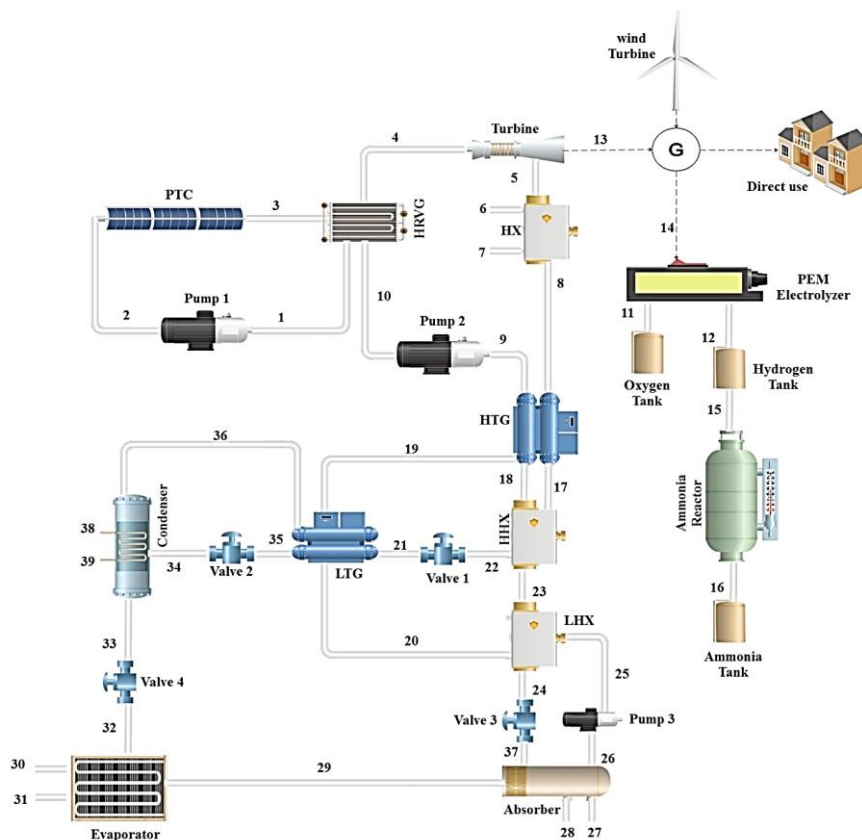 wind
Turbine
Turbine
4
13
G
5
Direct use
PTC
3
HRVG
6
HX
7
14
PEM
Electrolyzer
8
10
11
2
Pump 1
1
Pump 2
9
12
Oxygen
Tank
Hydrogen
Tank
15
36
HTG
19
18
17
Ammonia
Reactor
Condenser
38
39
34
Valve 2
35
LTG
21
Valve 1
22
HHX
23
16
LHX
33
20
Ammonia
Tank
25
Valve 4
24
Valve 3
Pump 3
32
37
26
29
30
31
Absorber
28
27
Evaporator